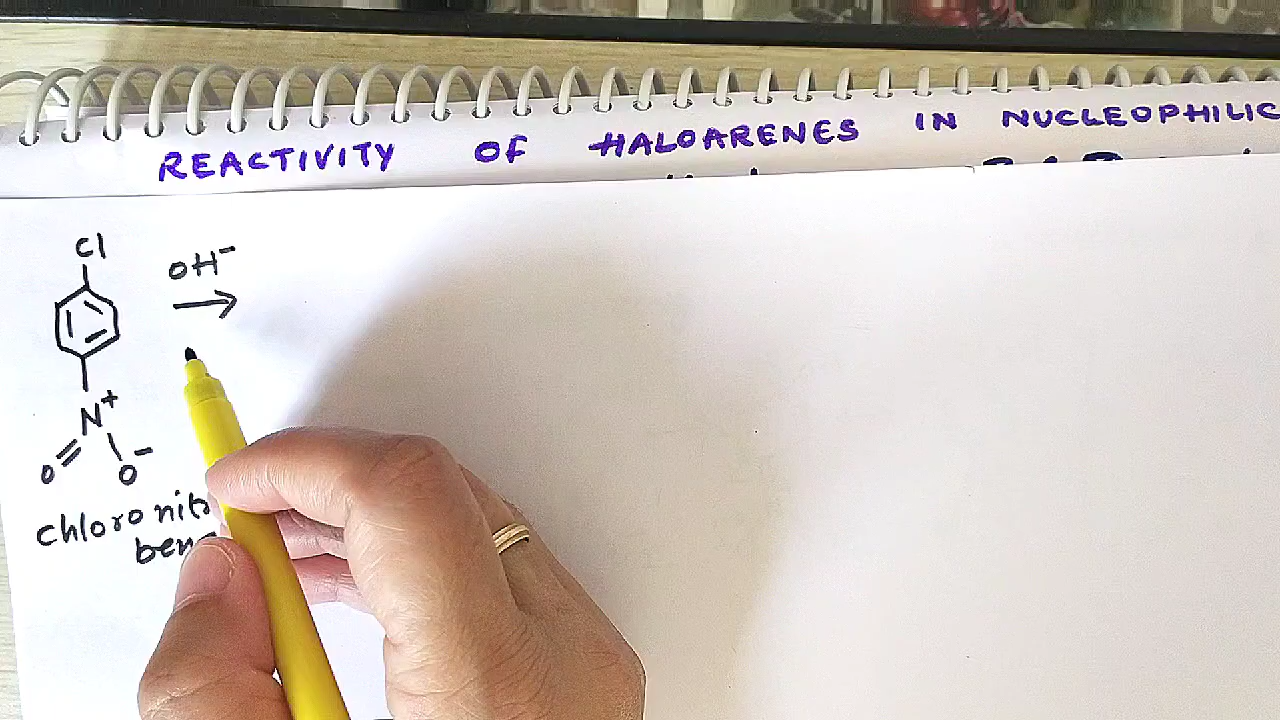 REACTIVITY OF HALOARENES IN NUCLEOPHILIC
Cl
OH⁻
N⁺
O O⁻
chloro